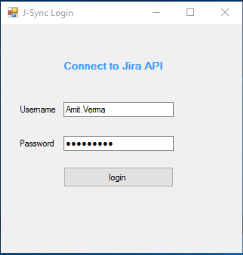 J-Sync Login
Connect to Jira API
Username Amit.Verma
Password ●●●●●●●●●
login